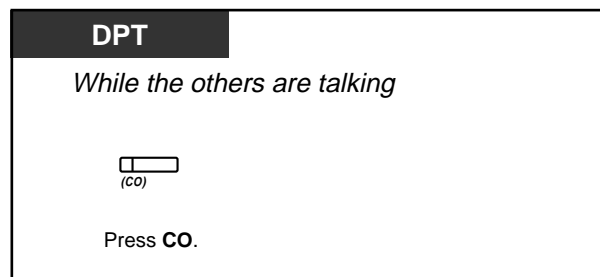 DPT
While the others are talking
(CO)
Press CO.